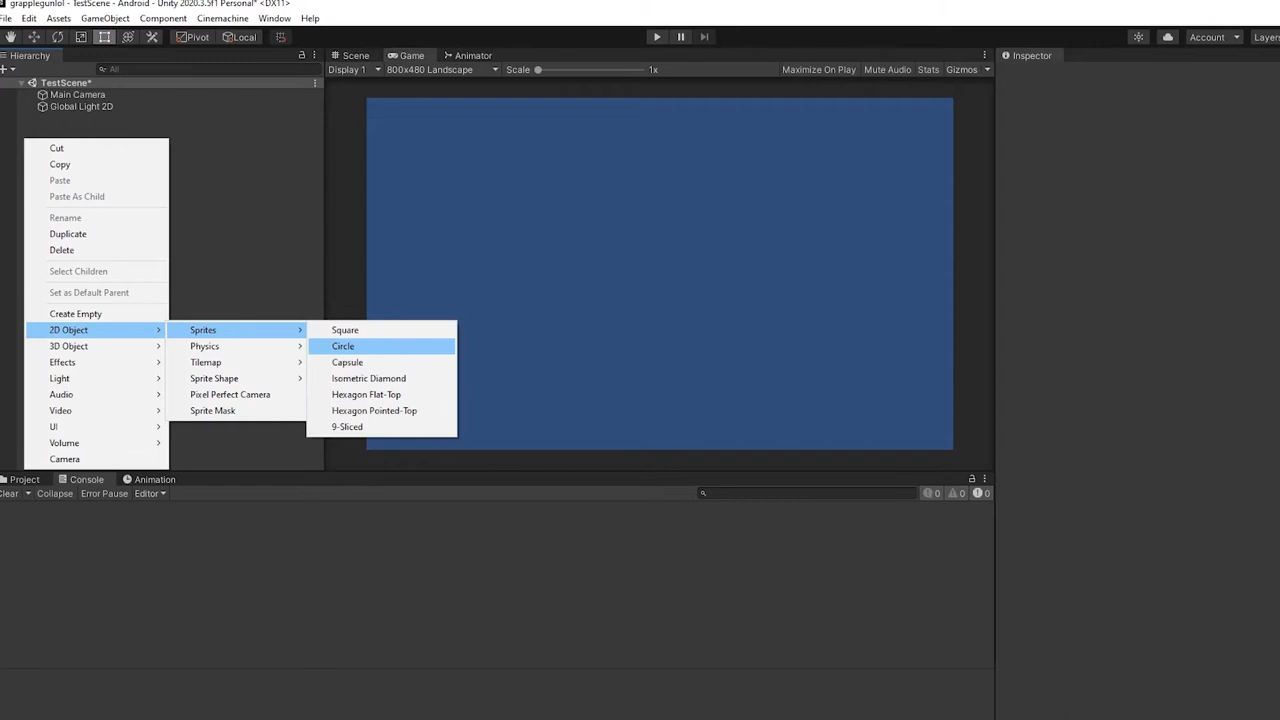 grapplegunlol - TestScene - Android - Unity 2020.3.5f1 Personal* <DX11>
File Edit Assets GameObject Component Cinemachine Window Help
Pivot Local Account Layers
Hierarchy Scene Game Animator Inspector
All Display 1 800x480 Landscape Scale 1x Maximize On Play Mute Audio Stats Gizmos
TestScene*
Main Camera
Global Light 2D
Cut
Copy
Paste
Paste As Child
Rename
Duplicate
Delete
Select Children
Set as Default Parent
Create Empty
2D Object Sprites Square
3D Object Physics Circle
Effects Tilemap Capsule
Light Sprite Shape Isometric Diamond
Audio Pixel Perfect Camera Hexagon Flat-Top
Video Sprite Mask Hexagon Pointed-Top
UI 9-Sliced
Volume
Camera
Project Console Animation
Clear Collapse Error Pause Editor 0 0 0